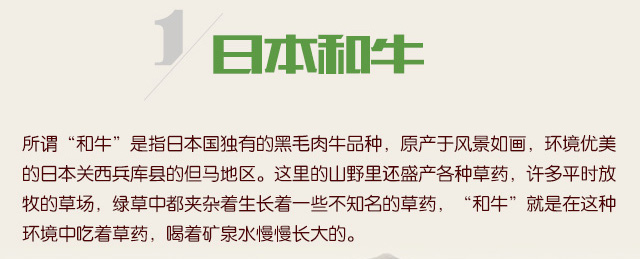 1
日本和牛
所谓“和牛”是指日本国独有的黑毛肉牛品种，原产于风景如画，环境优美
的日本关西兵库县的但马地区。这里的山野里还盛产各种草药，许多平时放
牧的草场，绿草中都夹杂着生长着一些不知名的草药，“和牛”就是在这种
环境中吃着草药，喝着矿泉水慢慢长大的。